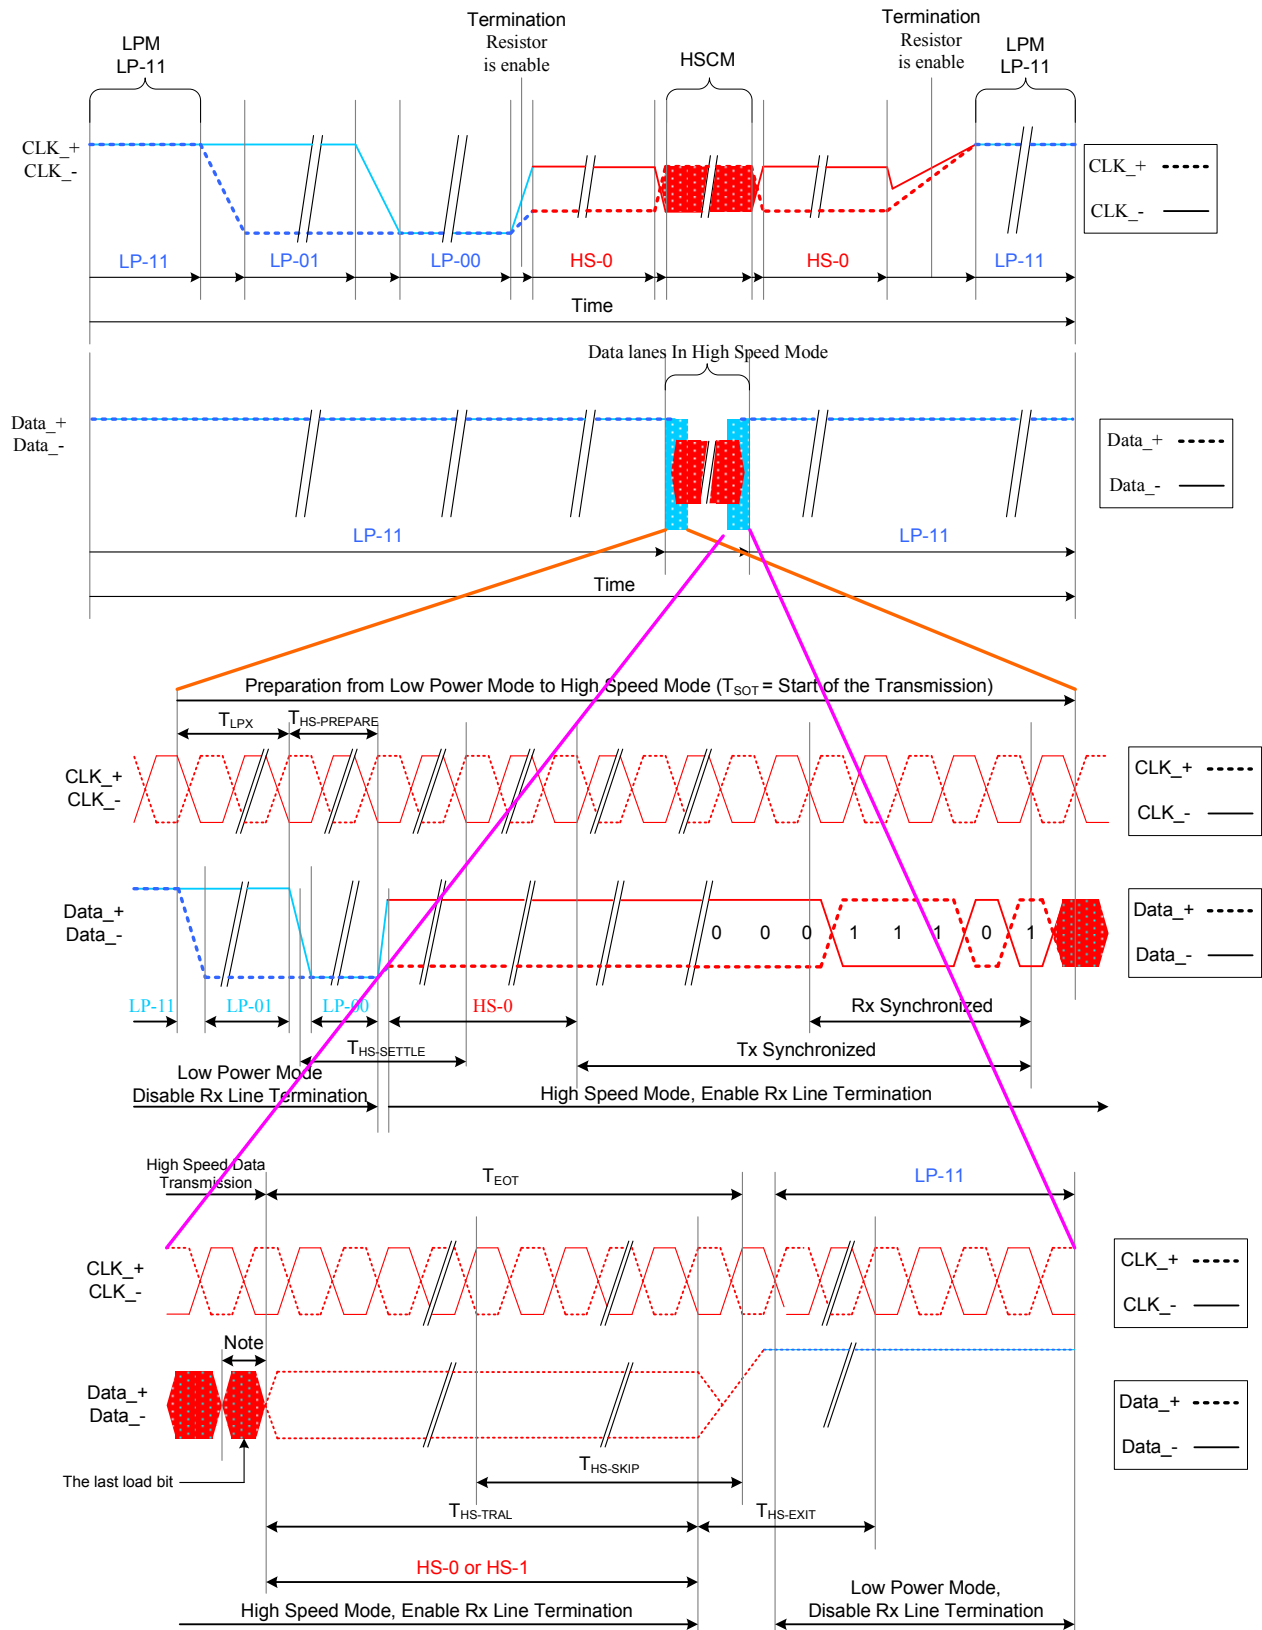 LPM
LP-11
Termination
Resistor
is enable
HSCM
Termination
Resistor
is enable
LPM
LP-11
CLK_+
CLK_-
CLK_+
CLK_-
LP-11
LP-01
LP-00
HS-0
HS-0
LP-11
Time
Data lanes In High Speed Mode
Data_+
Data_-
Data_+
Data_-
LP-11
LP-11
Time
Preparation from Low Power Mode to High Speed Mode (TSOT = Start of the Transmission)
TLPX
THS-PREPARE
CLK_+
CLK_-
CLK_+
CLK_-
Data_+
Data_-
0 0 0 1 1 1 0 1
Data_+
Data_-
LP-11
LP-01
LP-00
HS-0
Rx Synchronized
THS-SETTLE
Tx Synchronized
Low Power Mode
Disable Rx Line Termination
High Speed Mode, Enable Rx Line Termination
High Speed Data
Transmission
TEOT
LP-11
CLK_+
CLK_-
CLK_+
CLK_-
Note
Data_+
Data_-
Data_+
Data_-
The last load bit
THS-SKIP
THS-TRAL
THS-EXIT
HS-0 or HS-1
High Speed Mode, Enable Rx Line Termination
Low Power Mode,
Disable Rx Line Termination